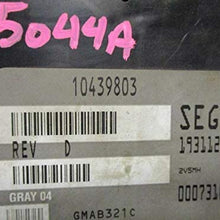 5044A
10439803
SEG
193112
REV D
2V5MH
GRAY 04
000731
GMAB321C